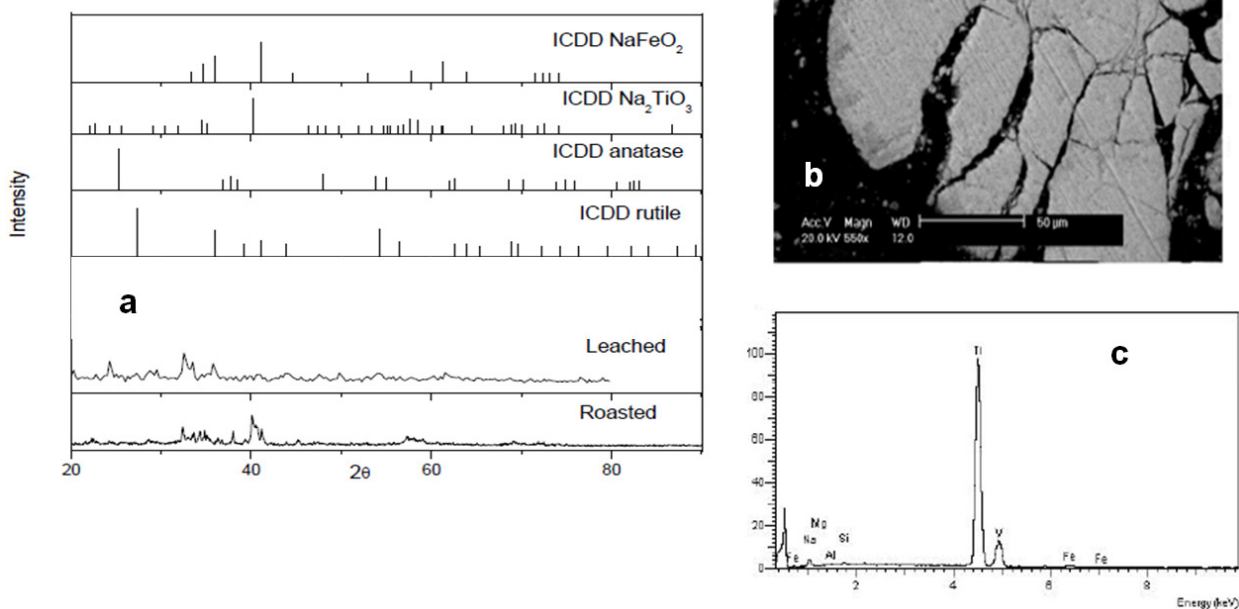 ICDD NaFeO₂
ICDD Na₂TiO₃
ICDD anatase
ICDD rutile
Intensity
a
Leached
Roasted
20 40 2θ 60 80
b
Acc.V Magn WD 50 µm
20.0 kV 550x 12.0
c
100
80
60
40
20
0
Ti
V
Fe Na Mg Al Si Fe Fe
2 4 6 8
Energy (keV)